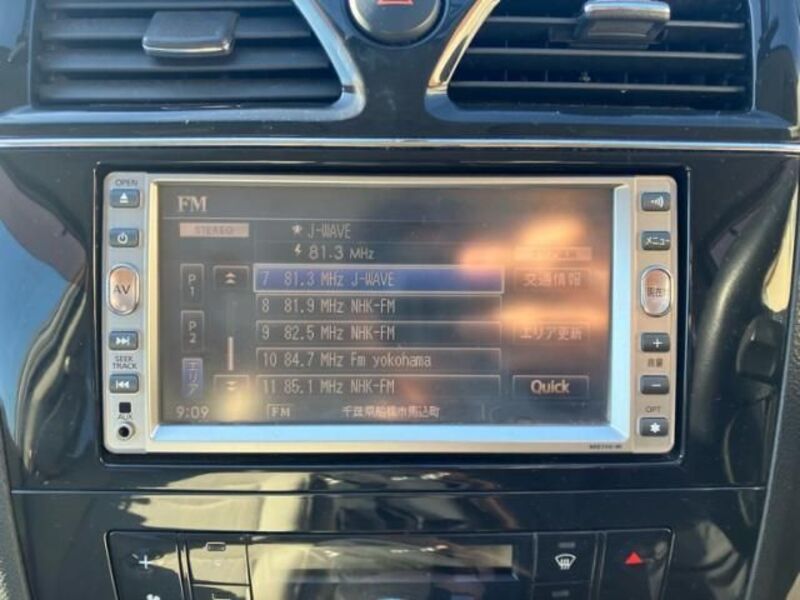 OPEN
FM
STEREO
J-WAVE
81.3 MHz
メニュー
AV
P1
7 81.3 MHz J-WAVE
交通情報
現在地
8 81.9 MHz NHK-FM
P2
9 82.5 MHz NHK-FM
エリア更新
SEEK
TRACK
音量
エリア
10 84.7 MHz Fm yokohama
11 85.1 MHz NHK-FM
Quick
AUX
9:09
FM
千葉県船橋市馬込町
OPT